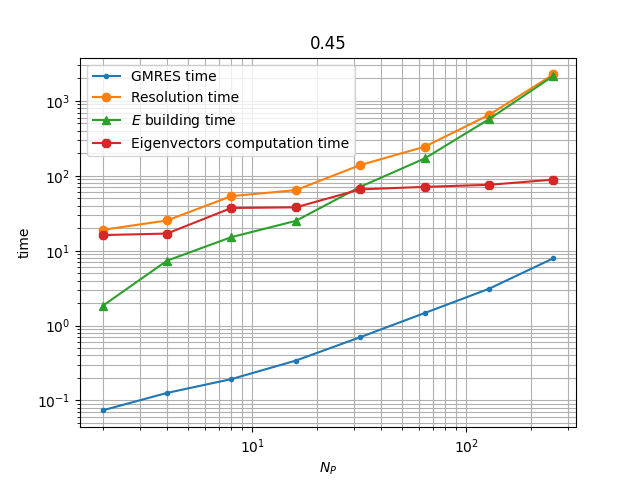 0.45
GMRES time
Resolution time
E building time
Eigenvectors computation time
10³
10²
10¹
10⁰
10⁻¹
time
10¹ 10²
N_P